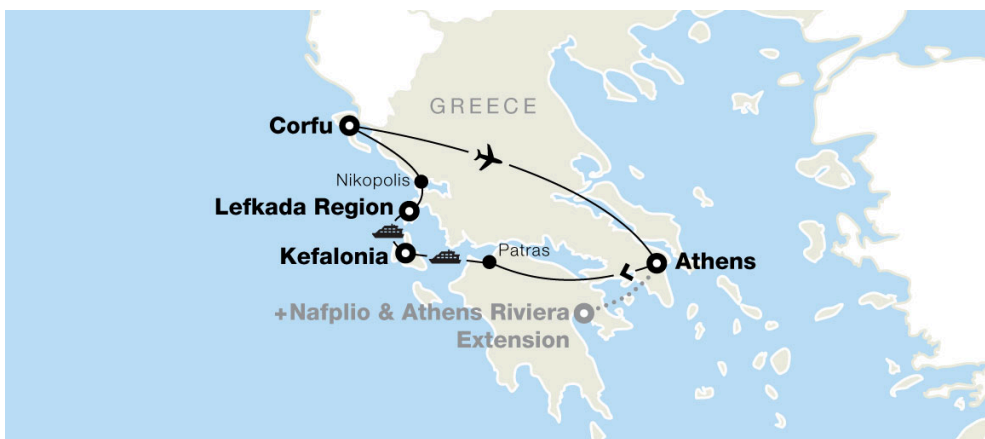 GREECE
Corfu
Nikopolis
Lefkada Region
Kefalonia
Patras
Athens
+Nafplio & Athens Riviera
Extension